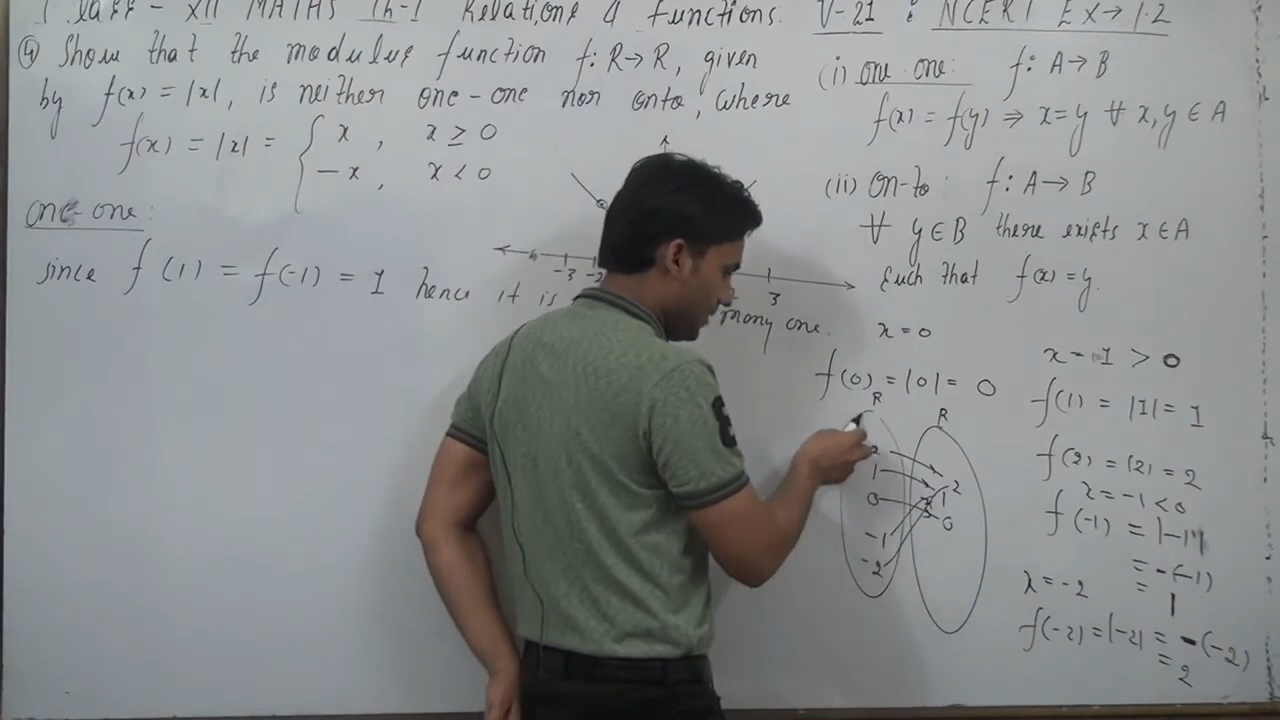 Class - XII MATHS Ch-1 Relations & Functions. V-21 : NCERT EX → 1.2
④ Show that the modulus function f: R→R, given
by f(x) = |x|, is neither one-one nor onto, where
f(x) = |x| = { x , x ≥ 0
-x , x < 0
one-one:
since f(1) = f(-1) = 1 hence it is
many one.
-3 -2
3
(i) one one: f: A→B
f(x) = f(y) ⇒ x=y ∀ x,y ∈ A
(ii) on-to: f: A→B
∀ y∈B there exists x∈A
Such that f(x) = y.
x = 0
f(0) = |0| = 0
R R
2
1
0
-1
-2
2
1
0
x - 1 > 0
f(1) = |1| = 1
f(2) = |2| = 2
x = -1 < 0
f(-1) = |-1|
= -(-1)
= 1
x = -2
f(-2) = |-2| = -(-2)
= 2